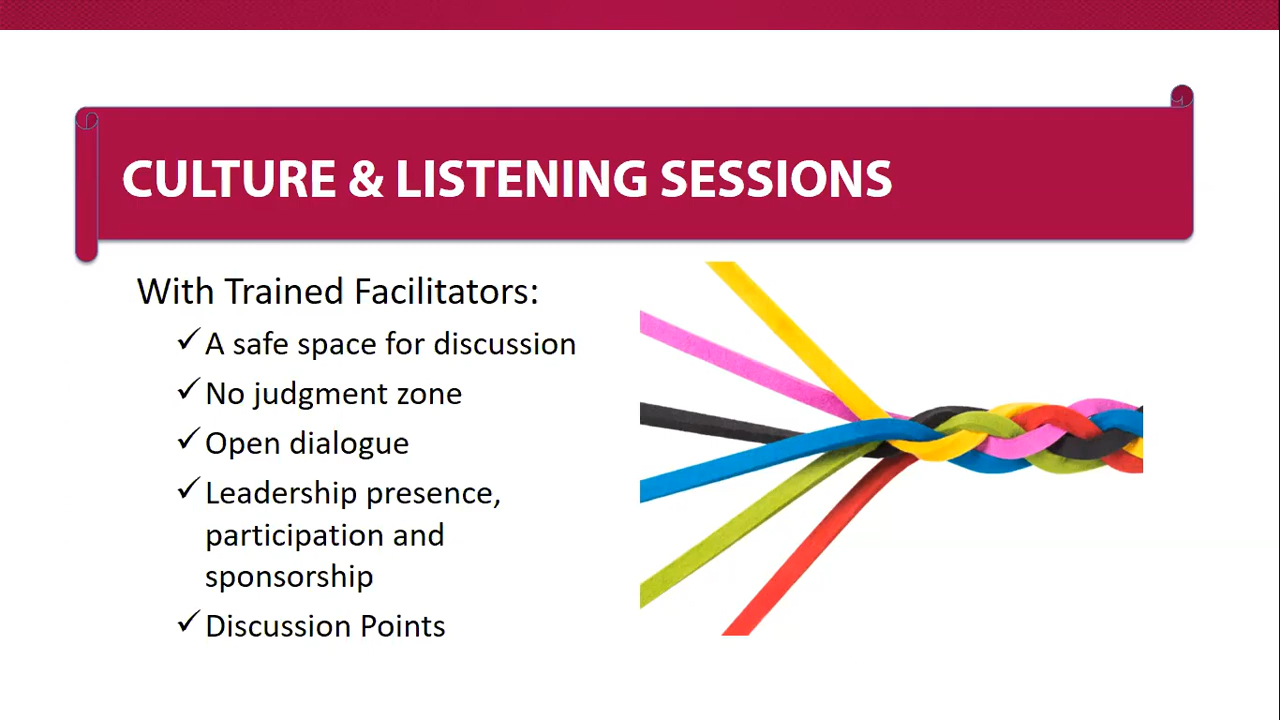 CULTURE & LISTENING SESSIONS
With Trained Facilitators:
✓A safe space for discussion
✓No judgment zone
✓Open dialogue
✓Leadership presence,
participation and
sponsorship
✓Discussion Points